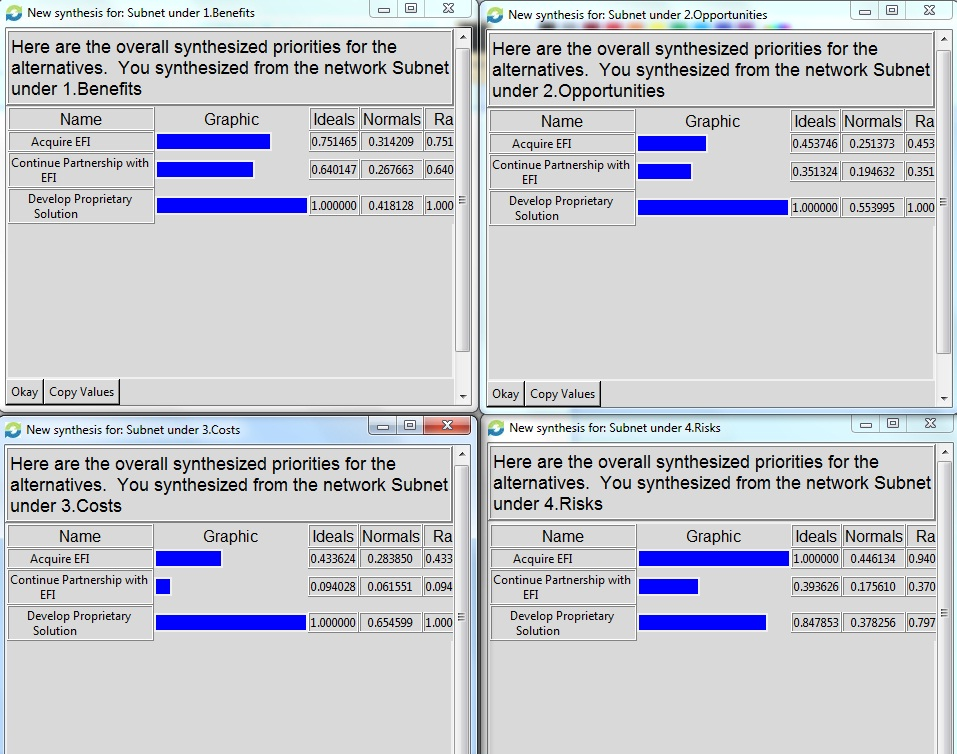 New synthesis for: Subnet under 1.Benefits
Here are the overall synthesized priorities for the
alternatives.  You synthesized from the network Subnet
under 1.Benefits
Name Graphic Ideals Normals Ra
Acquire EFI 0.751465 0.314209 0.751
Continue Partnership with
EFI 0.640147 0.267663 0.640
Develop Proprietary
Solution 1.000000 0.418128 1.000
Okay Copy Values
New synthesis for: Subnet under 2.Opportunities
Here are the overall synthesized priorities for the
alternatives.  You synthesized from the network Subnet
under 2.Opportunities
Name Graphic Ideals Normals Ra
Acquire EFI 0.453746 0.251373 0.453
Continue Partnership with
EFI 0.351324 0.194632 0.351
Develop Proprietary
Solution 1.000000 0.553995 1.000
Okay Copy Values
New synthesis for: Subnet under 3.Costs
Here are the overall synthesized priorities for the
alternatives.  You synthesized from the network Subnet
under 3.Costs
Name Graphic Ideals Normals Ra
Acquire EFI 0.433624 0.283850 0.433
Continue Partnership with
EFI 0.094028 0.061551 0.094
Develop Proprietary
Solution 1.000000 0.654599 1.000
New synthesis for: Subnet under 4.Risks
Here are the overall synthesized priorities for the
alternatives.  You synthesized from the network Subnet
under 4.Risks
Name Graphic Ideals Normals Ra
Acquire EFI 1.000000 0.446134 0.940
Continue Partnership with
EFI 0.393626 0.175610 0.370
Develop Proprietary
Solution 0.847853 0.378256 0.797